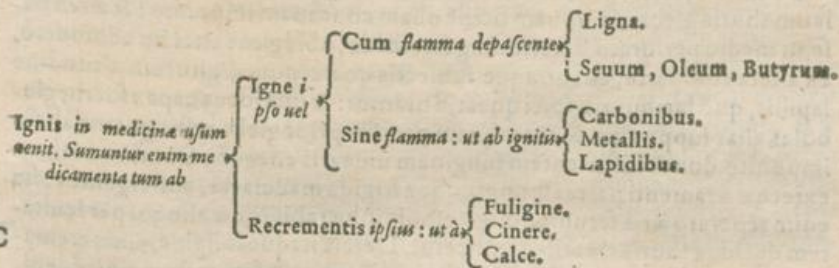 Ignis in medicinæ usum
uenit. Sumuntur enim me
dicamenta tum ab
Igne i
pso uel
Cum flamma depascente
Ligna.
Seuum, Oleum, Butyrum.
Sine flamma: ut ab ignitis
Carbonibus.
Metallis.
Lapidibus.
Recrementis ipsius: ut à
Fuligine.
Cinere.
Calce.
C